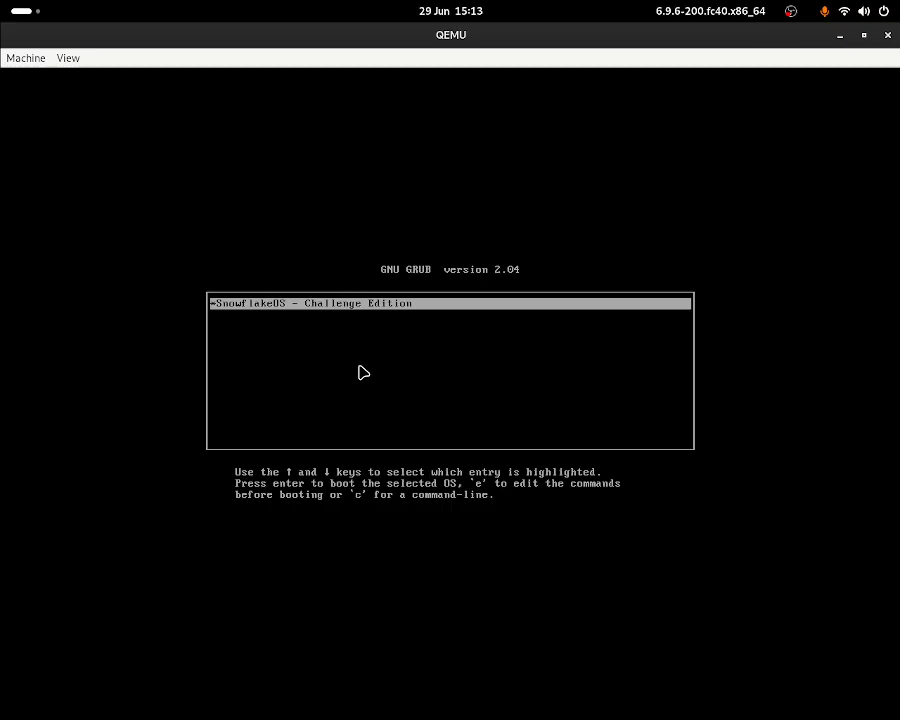 29 Jun 15:13
6.9.6-200.fc40.x86_64
QEMU
Machine View
GNU GRUB version 2.04
*SnowflakeOS - Challenge Edition
Use the ↑ and ↓ keys to select which entry is highlighted.
Press enter to boot the selected OS, `e' to edit the commands
before booting or `c' for a command-line.